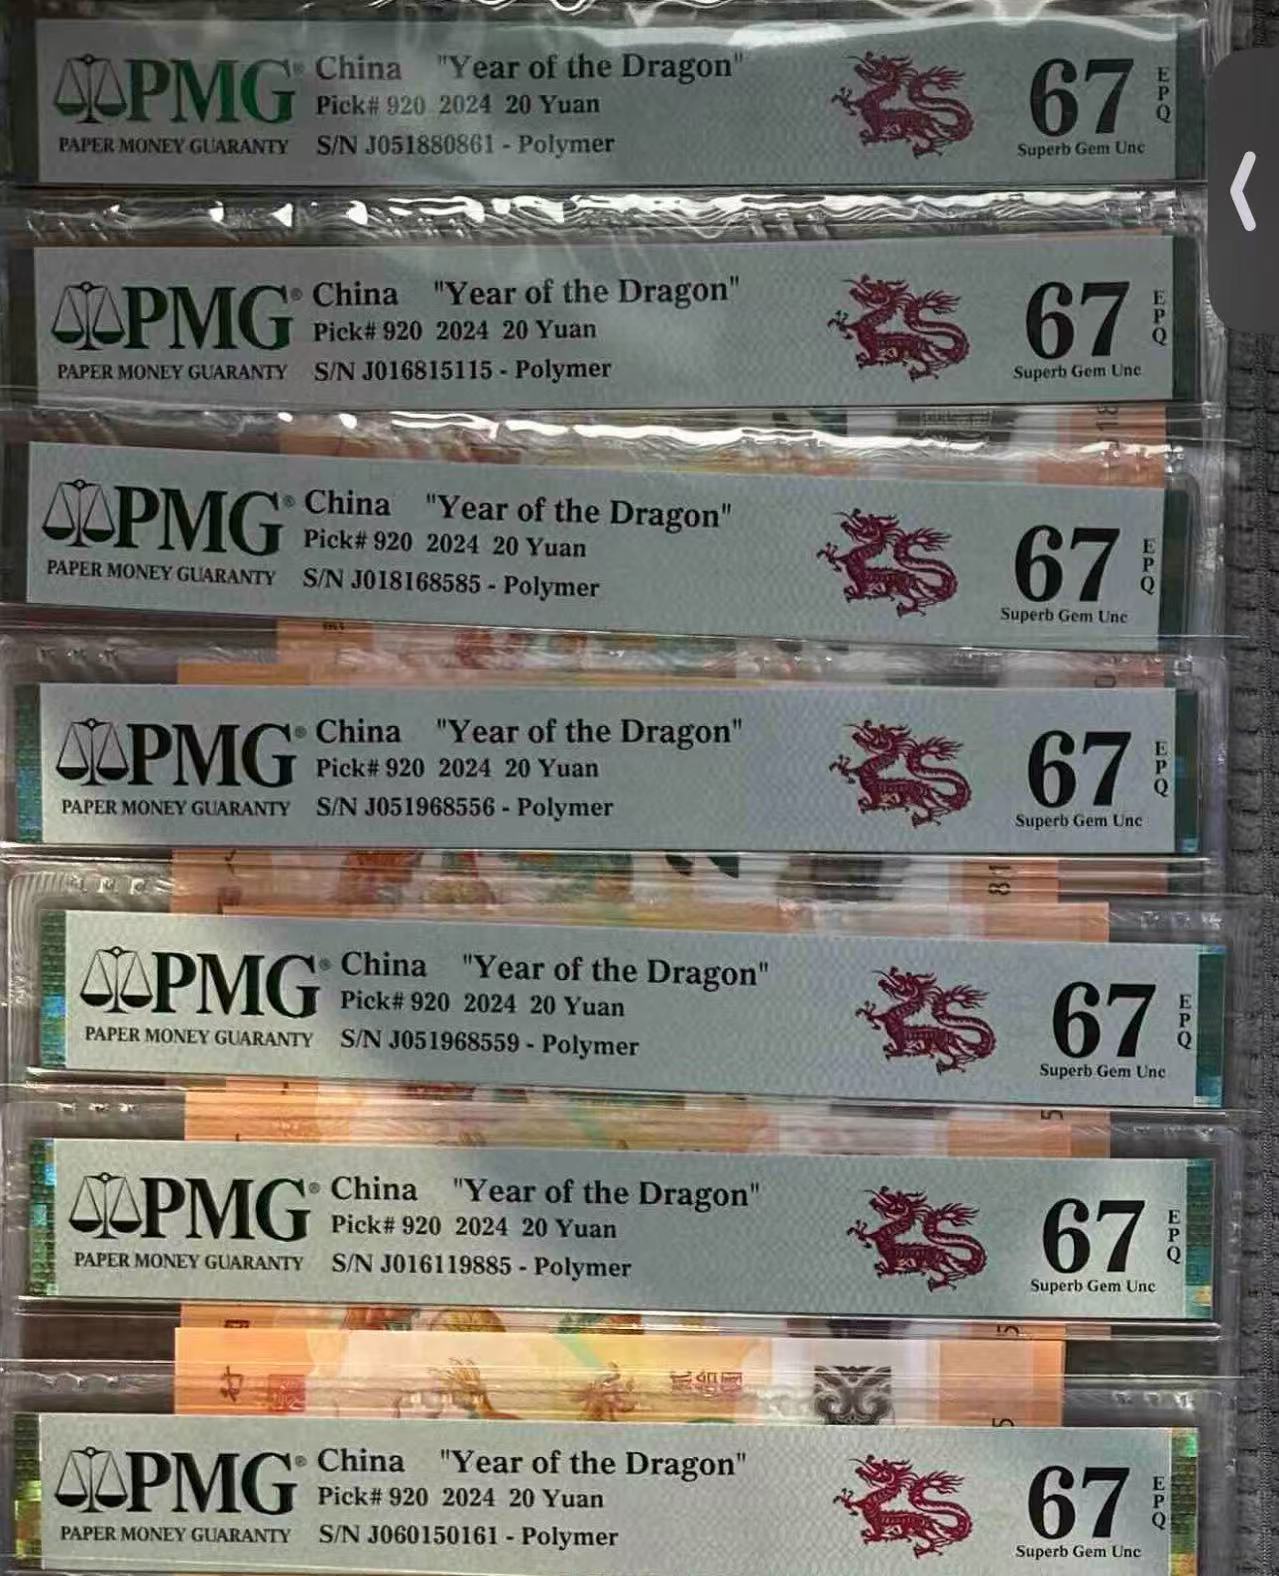 PMG® China "Year of the Dragon" 67 EPQ
Pick# 920 2024 20 Yuan
PAPER MONEY GUARANTY S/N J051880861 - Polymer Superb Gem Unc
PMG® China "Year of the Dragon" 67 EPQ
Pick# 920 2024 20 Yuan
PAPER MONEY GUARANTY S/N J016815115 - Polymer Superb Gem Unc
18
PMG® China "Year of the Dragon" 67 EPQ
Pick# 920 2024 20 Yuan
PAPER MONEY GUARANTY S/N J018168585 - Polymer Superb Gem Unc
PMG® China "Year of the Dragon" 67 EPQ
Pick# 920 2024 20 Yuan
PAPER MONEY GUARANTY S/N J051968556 - Polymer Superb Gem Unc
81
PMG® China "Year of the Dragon" 67 EPQ
Pick# 920 2024 20 Yuan
PAPER MONEY GUARANTY S/N J051968559 - Polymer Superb Gem Unc
5
PMG® China "Year of the Dragon" 67 EPQ
Pick# 920 2024 20 Yuan
PAPER MONEY GUARANTY S/N J016119885 - Polymer Superb Gem Unc
5
PMG® China "Year of the Dragon" 67 EPQ
Pick# 920 2024 20 Yuan
PAPER MONEY GUARANTY S/N J060150161 - Polymer Superb Gem Unc